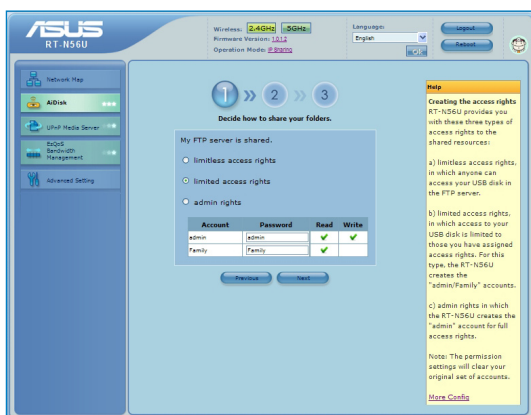 ASUS
RT-N56U
Wireless: 2.4GHz 5GHz
Firmware Version: 1.0.1.2
Operation Mode: IP Sharing
Language:
English
Logout
Reboot
Network Map
AiDisk
UPnP Media Server
EzQoS
Bandwidth
Management
Advanced Setting
1 » 2 » 3
Decide how to share your folders.
My FTP server is shared.
limitless access rights
limited access rights
admin rights
Account Password Read Write
admin admin
Family Family
Previous Next
Help
Creating the access rights
RT-N56U provides you
with these three types of
access rights to the
shared resources:
a) limitless access rights,
in which anyone can
access your USB disk in
the FTP server.
b) limited access rights,
in which access to your
USB disk is limited to
those you have assigned
access rights. For this
type, the RT-N56U
creates the
"admin/Family" accounts.
c) admin rights in which
the RT-N56U creates the
"admin" account for full
access rights.
Note: The permission
settings will clear your
original set of accounts.
More Config